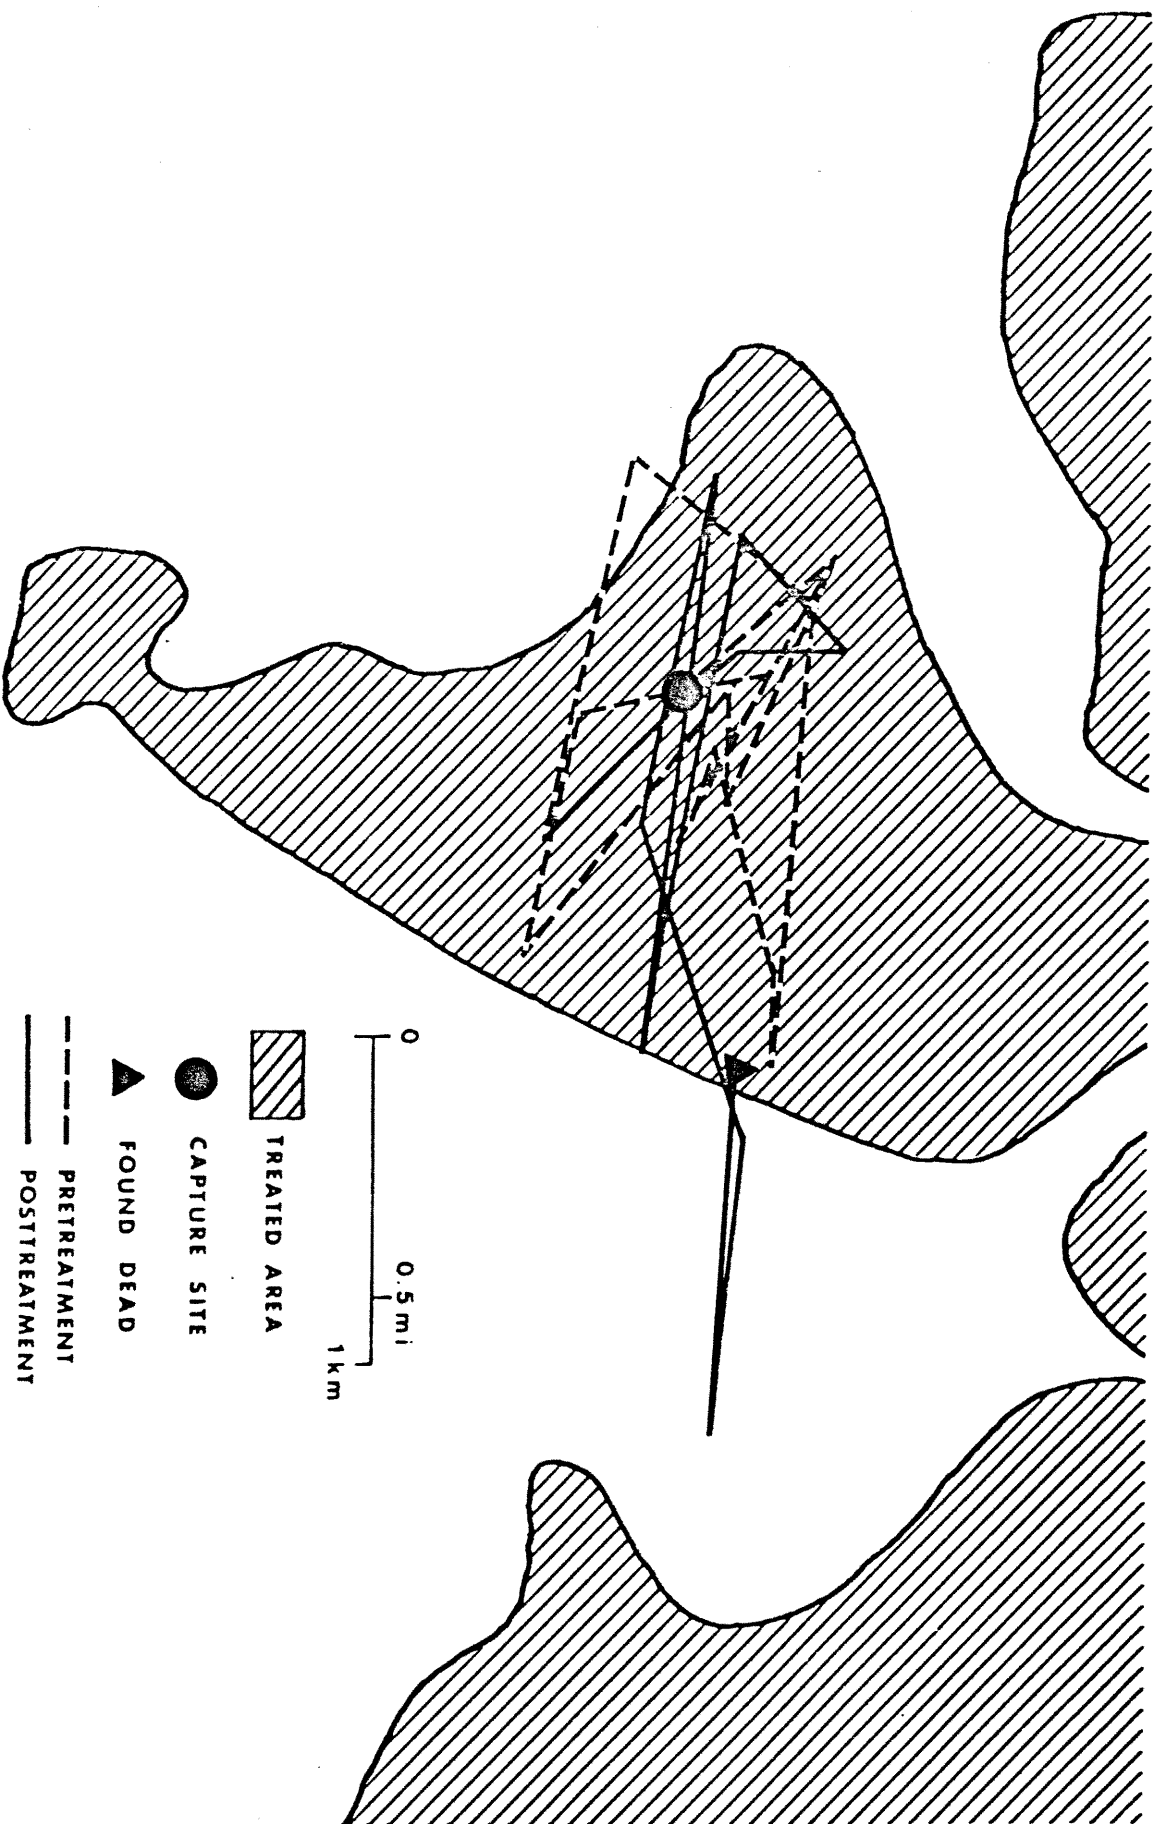 0
0.5 mi
1 km
TREATED AREA
CAPTURE SITE
FOUND DEAD
PRETREATMENT
POSTTREATMENT